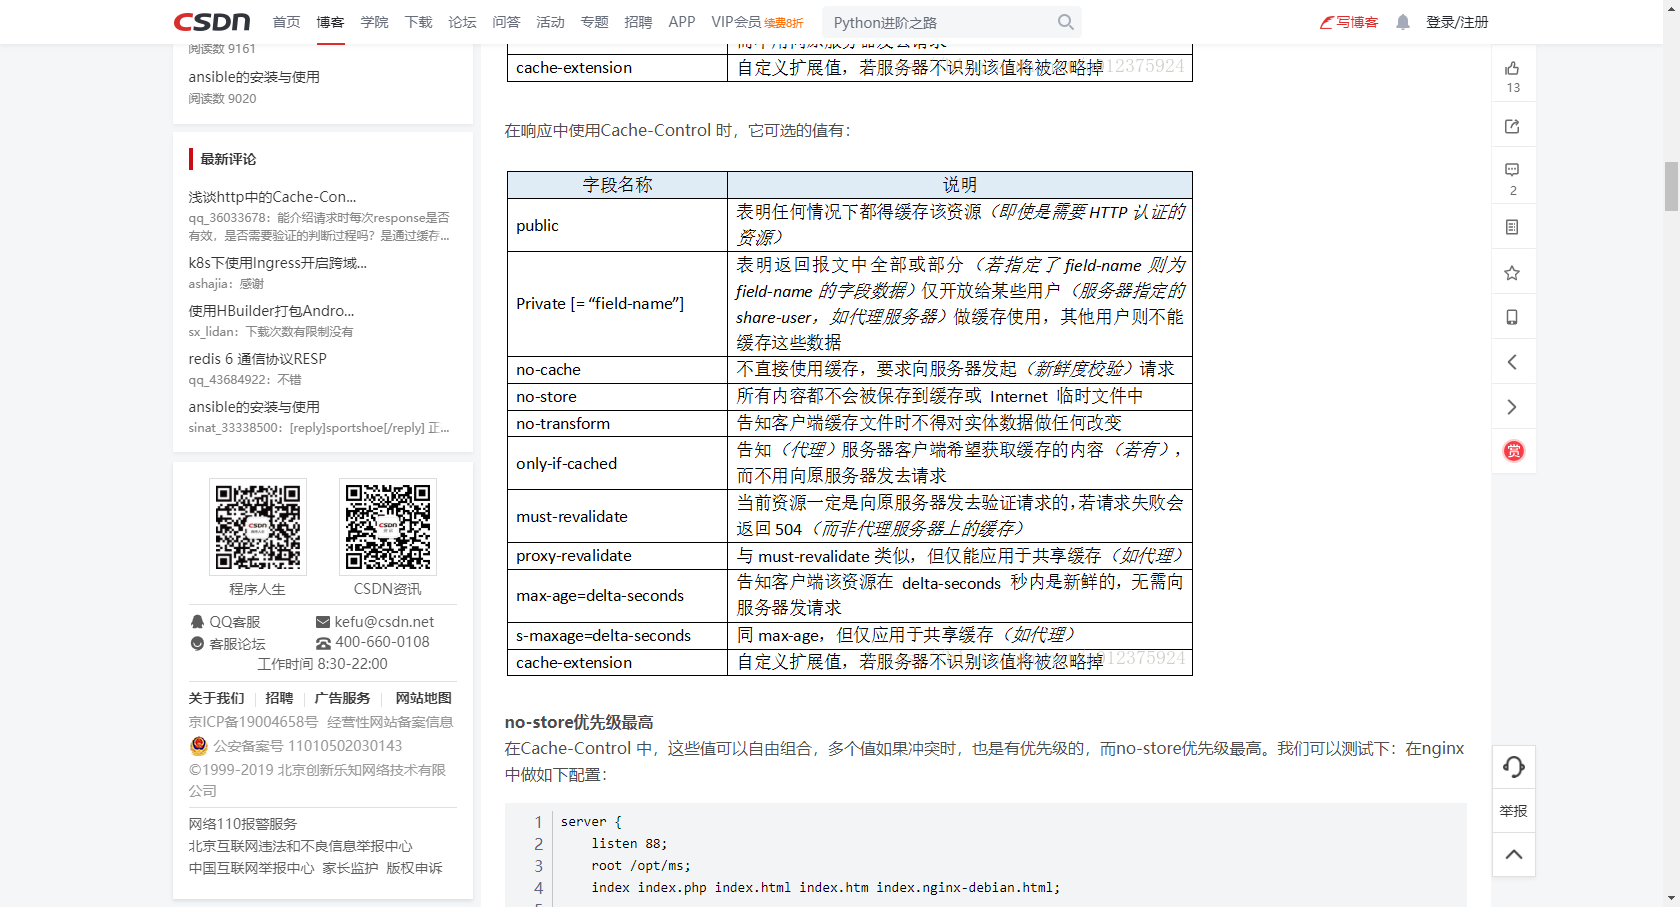 CSDN 首页 博客 学院 下载 论坛 问答 活动 专题 招聘 APP VIP会员 续费8折 Python进阶之路 写博客 登录/注册
阅读数 9161
ansible的安装与使用
阅读数 9020
最新评论
浅谈http中的Cache-Con...
qq_36033678：能介绍请求时每次response是否
有效，是否需要验证的判断过程吗？是通过缓存...
k8s下使用Ingress开启跨域...
ashajia：感谢
使用HBuilder打包Andro...
sx_lidan：下载次数有限制没有
redis 6 通信协议RESP
qq_43684922：不错
ansible的安装与使用
sinat_33338500：[reply]sportshoe[/reply] 正...
程序人生 CSDN资讯
QQ客服 kefu@csdn.net
客服论坛 400-660-0108
工作时间 8:30-22:00
关于我们 招聘 广告服务 网站地图
京ICP备19004658号 经营性网站备案信息
公安备案号 11010502030143
©1999-2019 北京创新乐知网络技术有限
公司
网络110报警服务
北京互联网违法和不良信息举报中心
中国互联网举报中心 家长监护 版权申诉
而不用向原服务器发去请求
cache-extension 自定义扩展值，若服务器不识别该值将被忽略掉
912375924
在响应中使用Cache-Control 时，它可选的值有：
字段名称 说明
public 表明任何情况下都得缓存该资源（即使是需要 HTTP 认证的
资源）
Private [= “field-name”] 表明返回报文中全部或部分（若指定了 field-name 则为
field-name 的字段数据）仅开放给某些用户（服务器指定的
share-user，如代理服务器）做缓存使用，其他用户则不能
缓存这些数据
no-cache 不直接使用缓存，要求向服务器发起（新鲜度校验）请求
no-store 所有内容都不会被保存到缓存或 Internet 临时文件中
no-transform 告知客户端缓存文件时不得对实体数据做任何改变
only-if-cached 告知（代理）服务器客户端希望获取缓存的内容（若有），
而不用向原服务器发去请求
must-revalidate 当前资源一定是向原服务器发去验证请求的，若请求失败会
返回 504（而非代理服务器上的缓存）
proxy-revalidate 与 must-revalidate 类似，但仅能应用于共享缓存（如代理）
max-age=delta-seconds 告知客户端该资源在 delta-seconds 秒内是新鲜的，无需向
服务器发请求
s-maxage=delta-seconds 同 max-age，但仅应用于共享缓存（如代理）
cache-extension 自定义扩展值，若服务器不识别该值将被忽略掉
912375924
no-store优先级最高
在Cache-Control 中，这些值可以自由组合，多个值如果冲突时，也是有优先级的，而no-store优先级最高。我们可以测试下：在nginx
中做如下配置：
1 server {
2 listen 88;
3 root /opt/ms;
4 index index.php index.html index.htm index.nginx-debian.html;
13
2
赏
举报